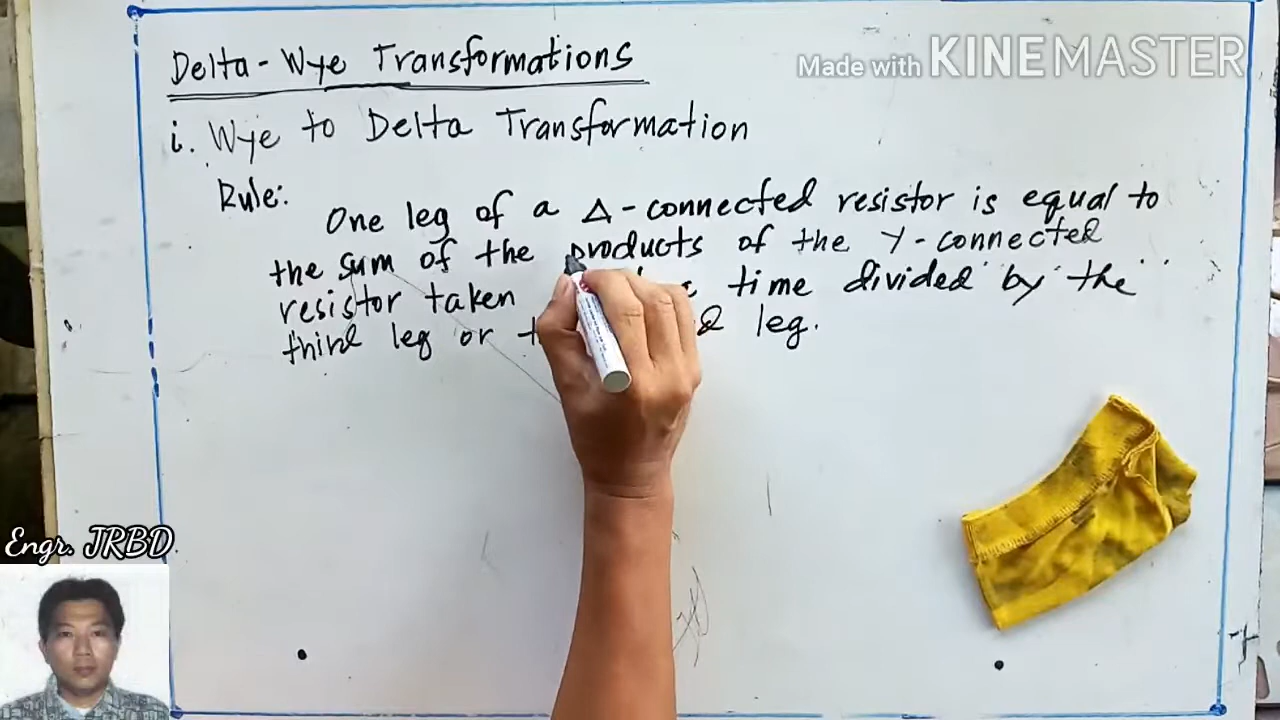 Delta-Wye Transformations
Made with KINEMASTER
i. Wye to Delta Transformation
Rule:
One leg of a Δ-connected resistor is equal to
the sum of the products of the Y-connected
resistor taken time divided by the
third leg or leg.
Engr. JRBD